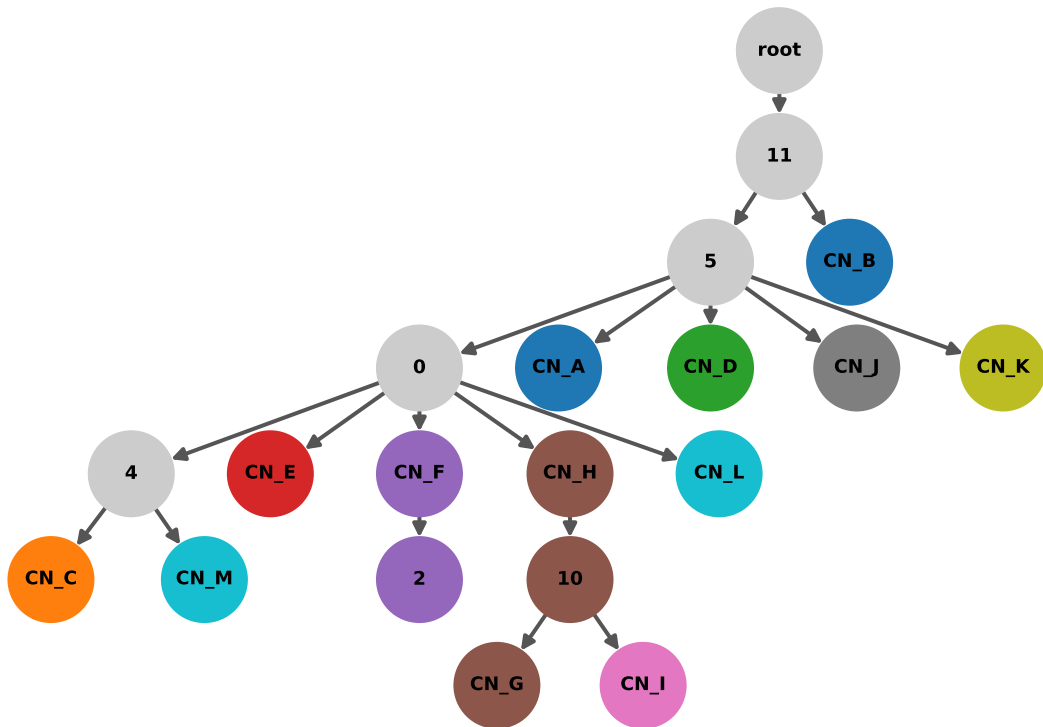 root
11
5
CN_B
0
CN_A
CN_D
CN_J
CN_K
4
CN_E
CN_F
CN_H
CN_L
CN_C
CN_M
2
10
CN_G
CN_I